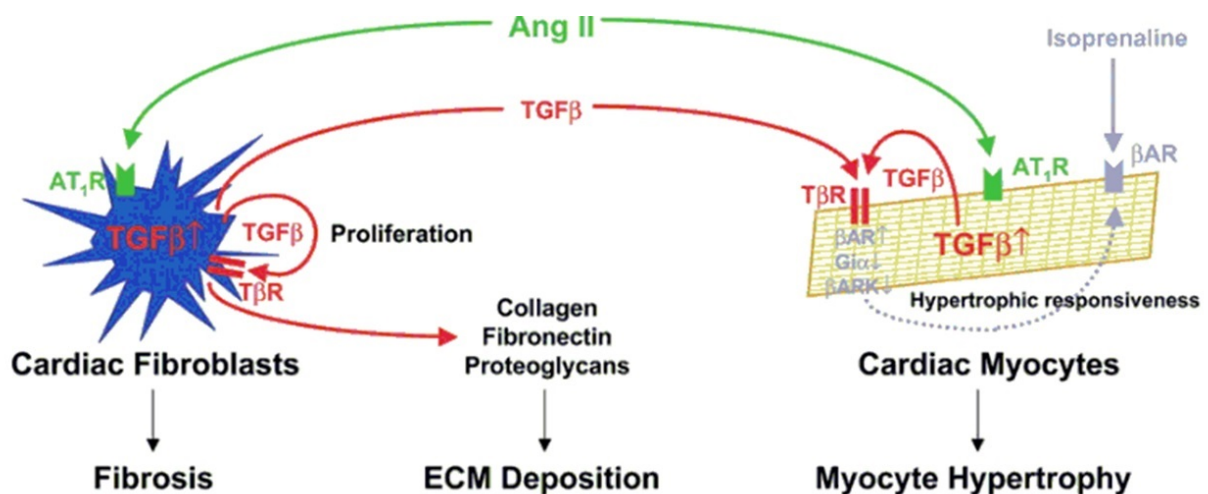 Ang II
Isoprenaline
TGFβ
AT₁R
βAR
AT₁R
TβR
TGFβ
TGFβ↑
TGFβ
Proliferation
TβR
βAR↑
Giα↓
βARK↓
TGFβ↑
Hypertrophic responsiveness
Collagen
Fibronectin
Proteoglycans
Cardiac Fibroblasts
Cardiac Myocytes
Fibrosis
ECM Deposition
Myocyte Hypertrophy